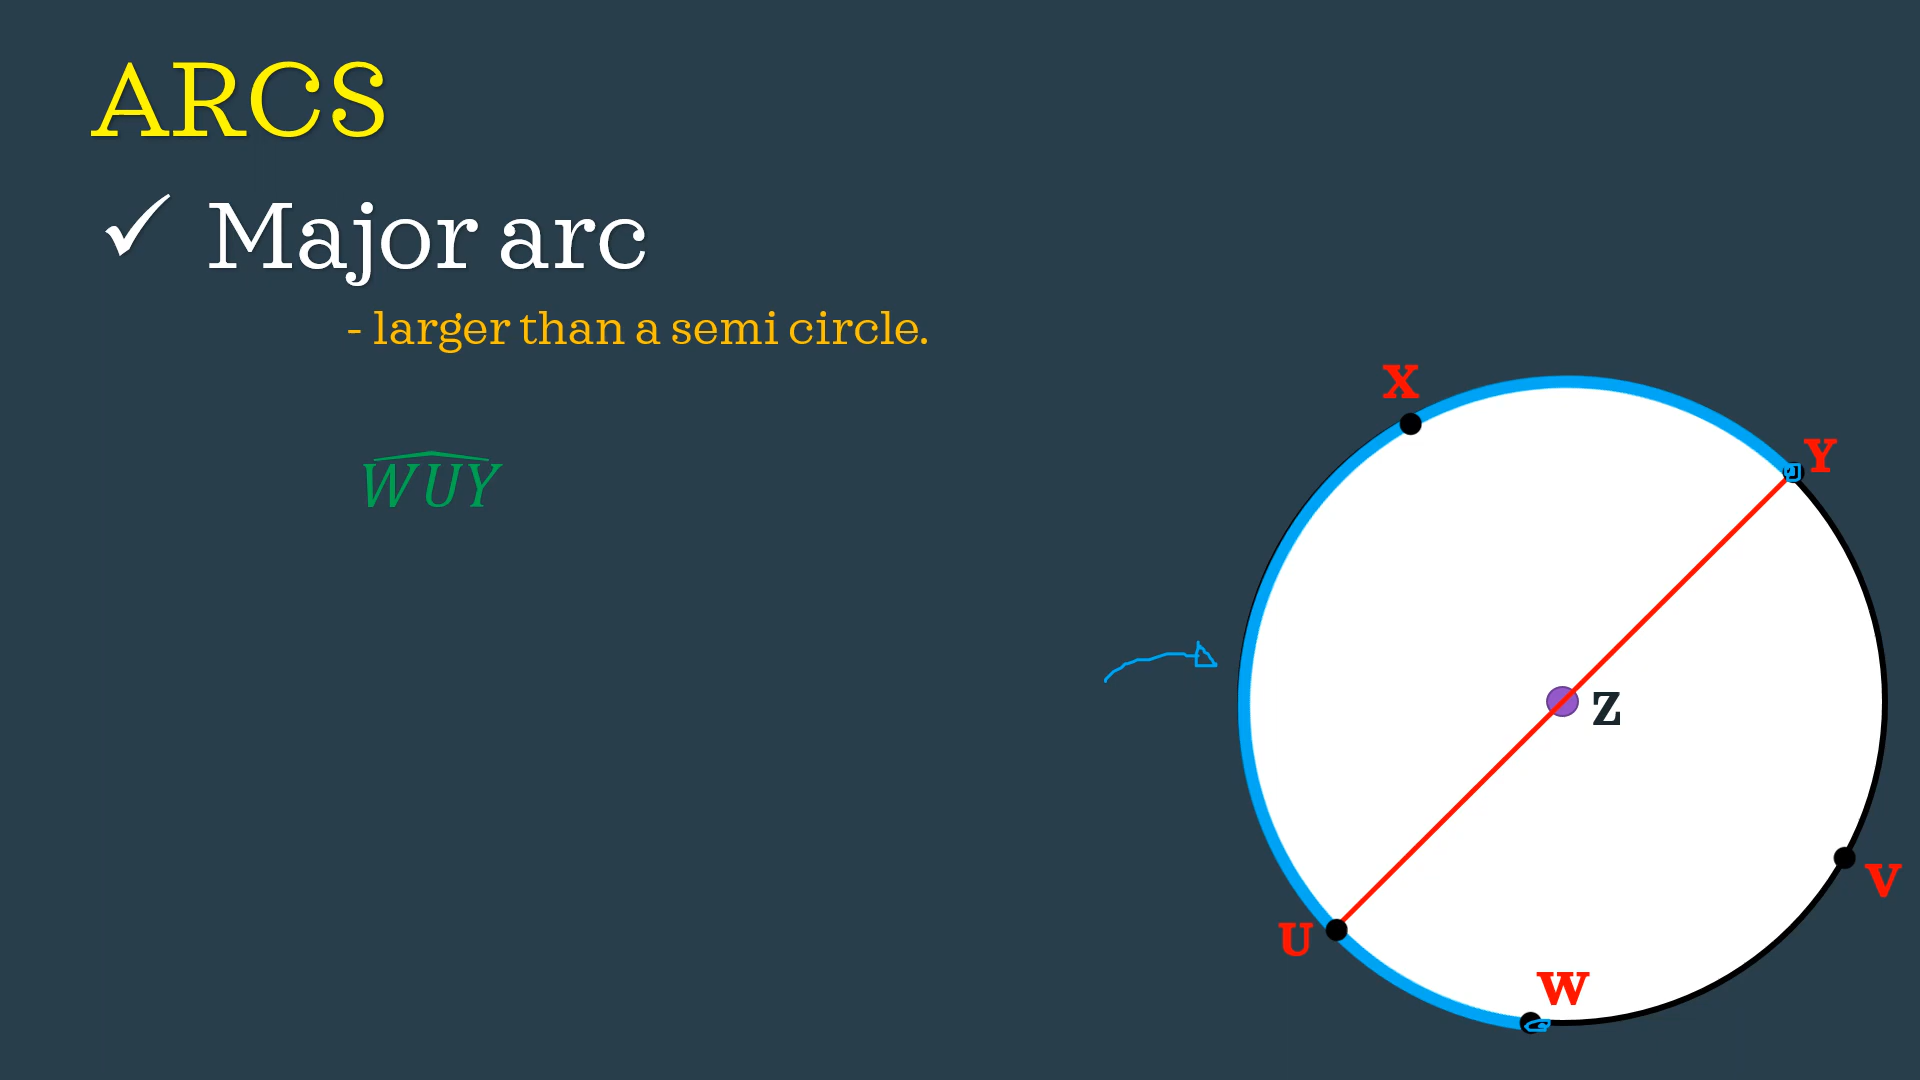 ARCS
✓ Major arc
- larger than a semi circle.
X
Y
WUY
Z
V
U
W